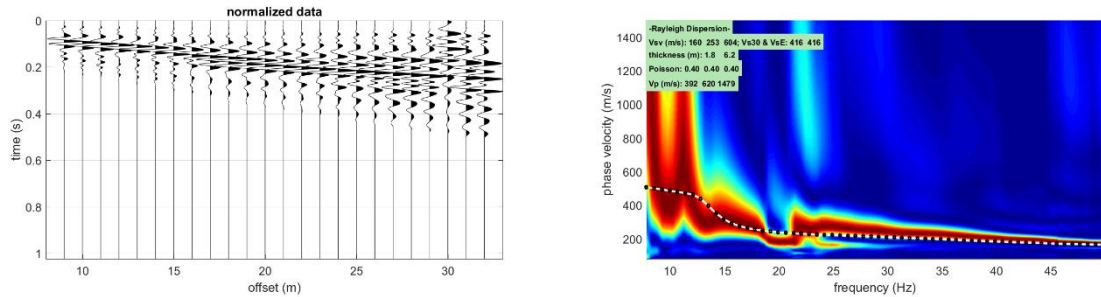 normalized data
0
0.2
0.4
0.6
0.8
1
time (s)
10 15 20 25 30
offset (m)
-Rayleigh Dispersion-
Vsv (m/s): 160 253 604; Vs30 & VsE: 416 416
thickness (m): 1.8 6.2
Poisson: 0.40 0.40 0.40
Vp (m/s): 392 620 1479
1400
1200
1000
800
600
400
200
phase velocity (m/s)
10 15 20 25 30 35 40 45
frequency (Hz)